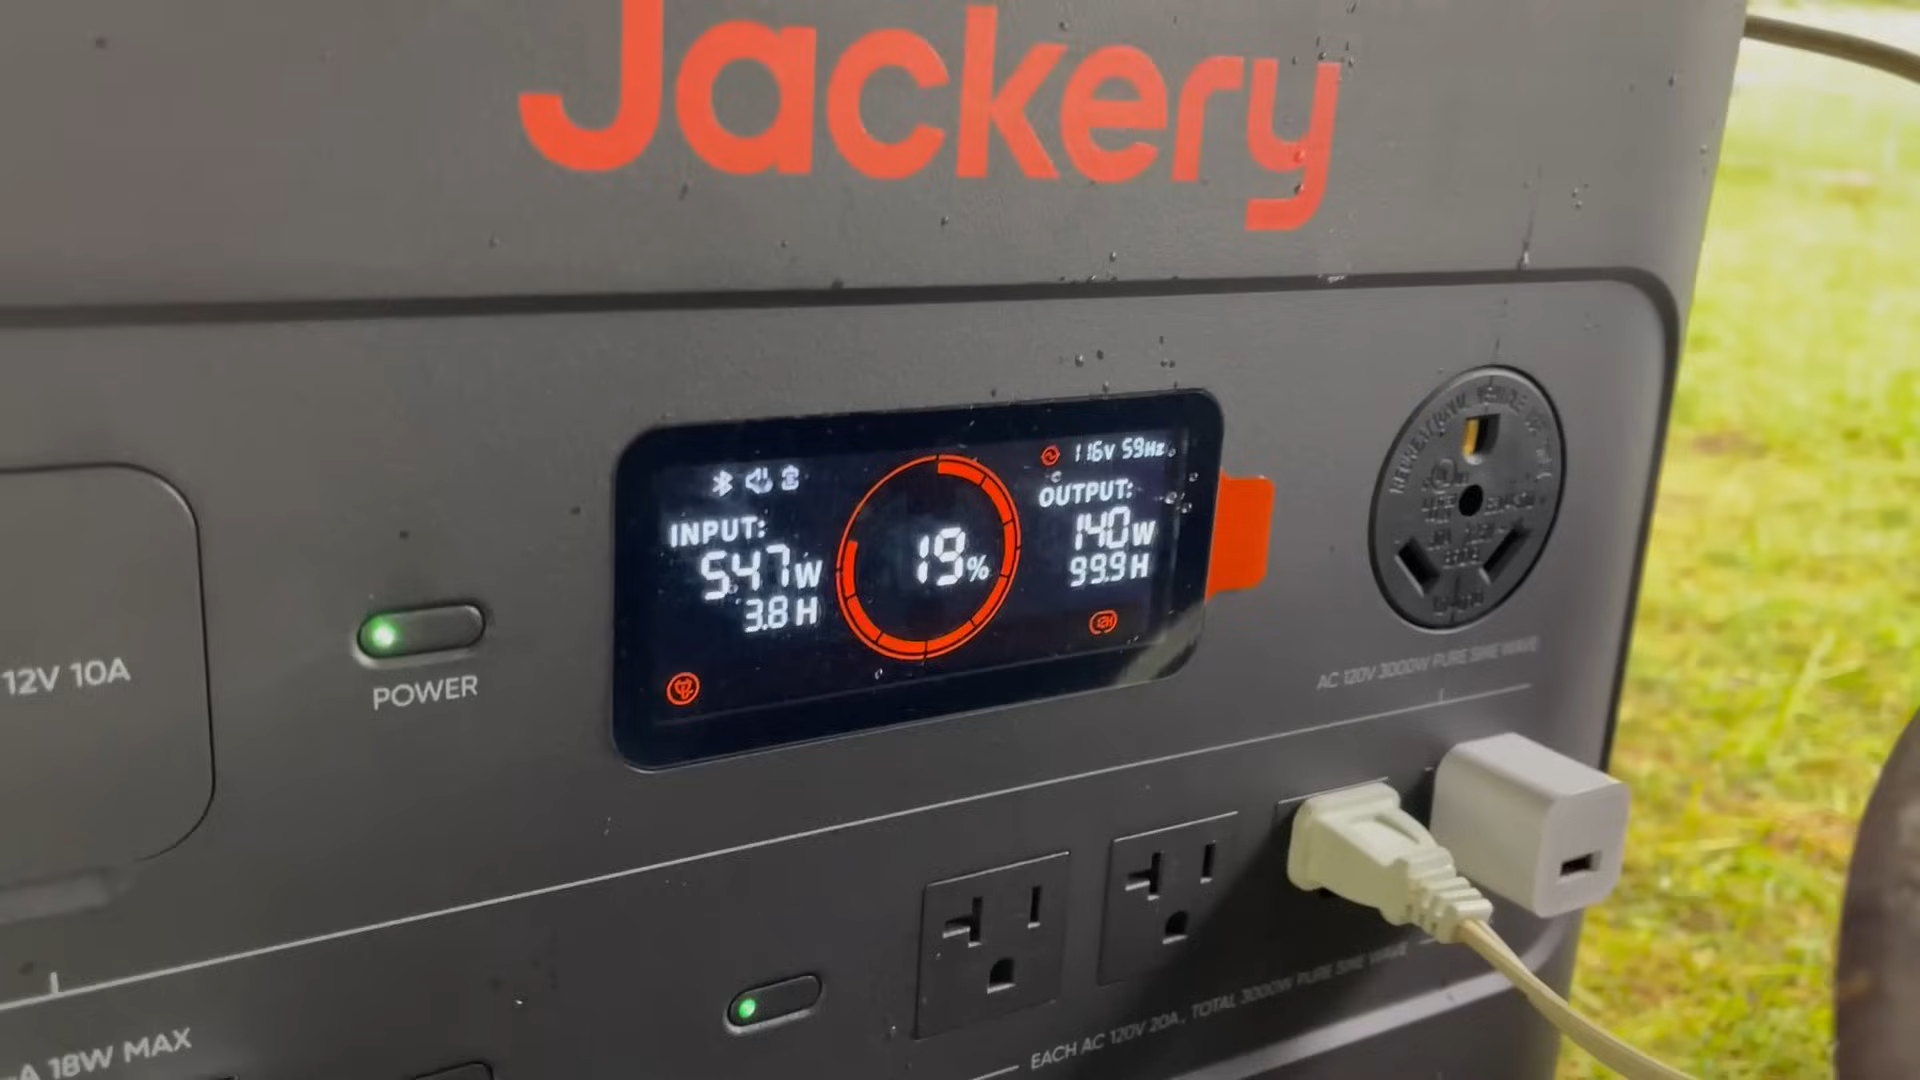 Jackery
116V 59Hz
INPUT:
547W
3.8H
19%
OUTPUT:
140W
99.9H
12H
12V 10A
POWER
AC 120V 3000W PURE SINE WAVE
EACH AC 120V 20A, TOTAL 3000W PURE SINE WAVE
A 18W MAX